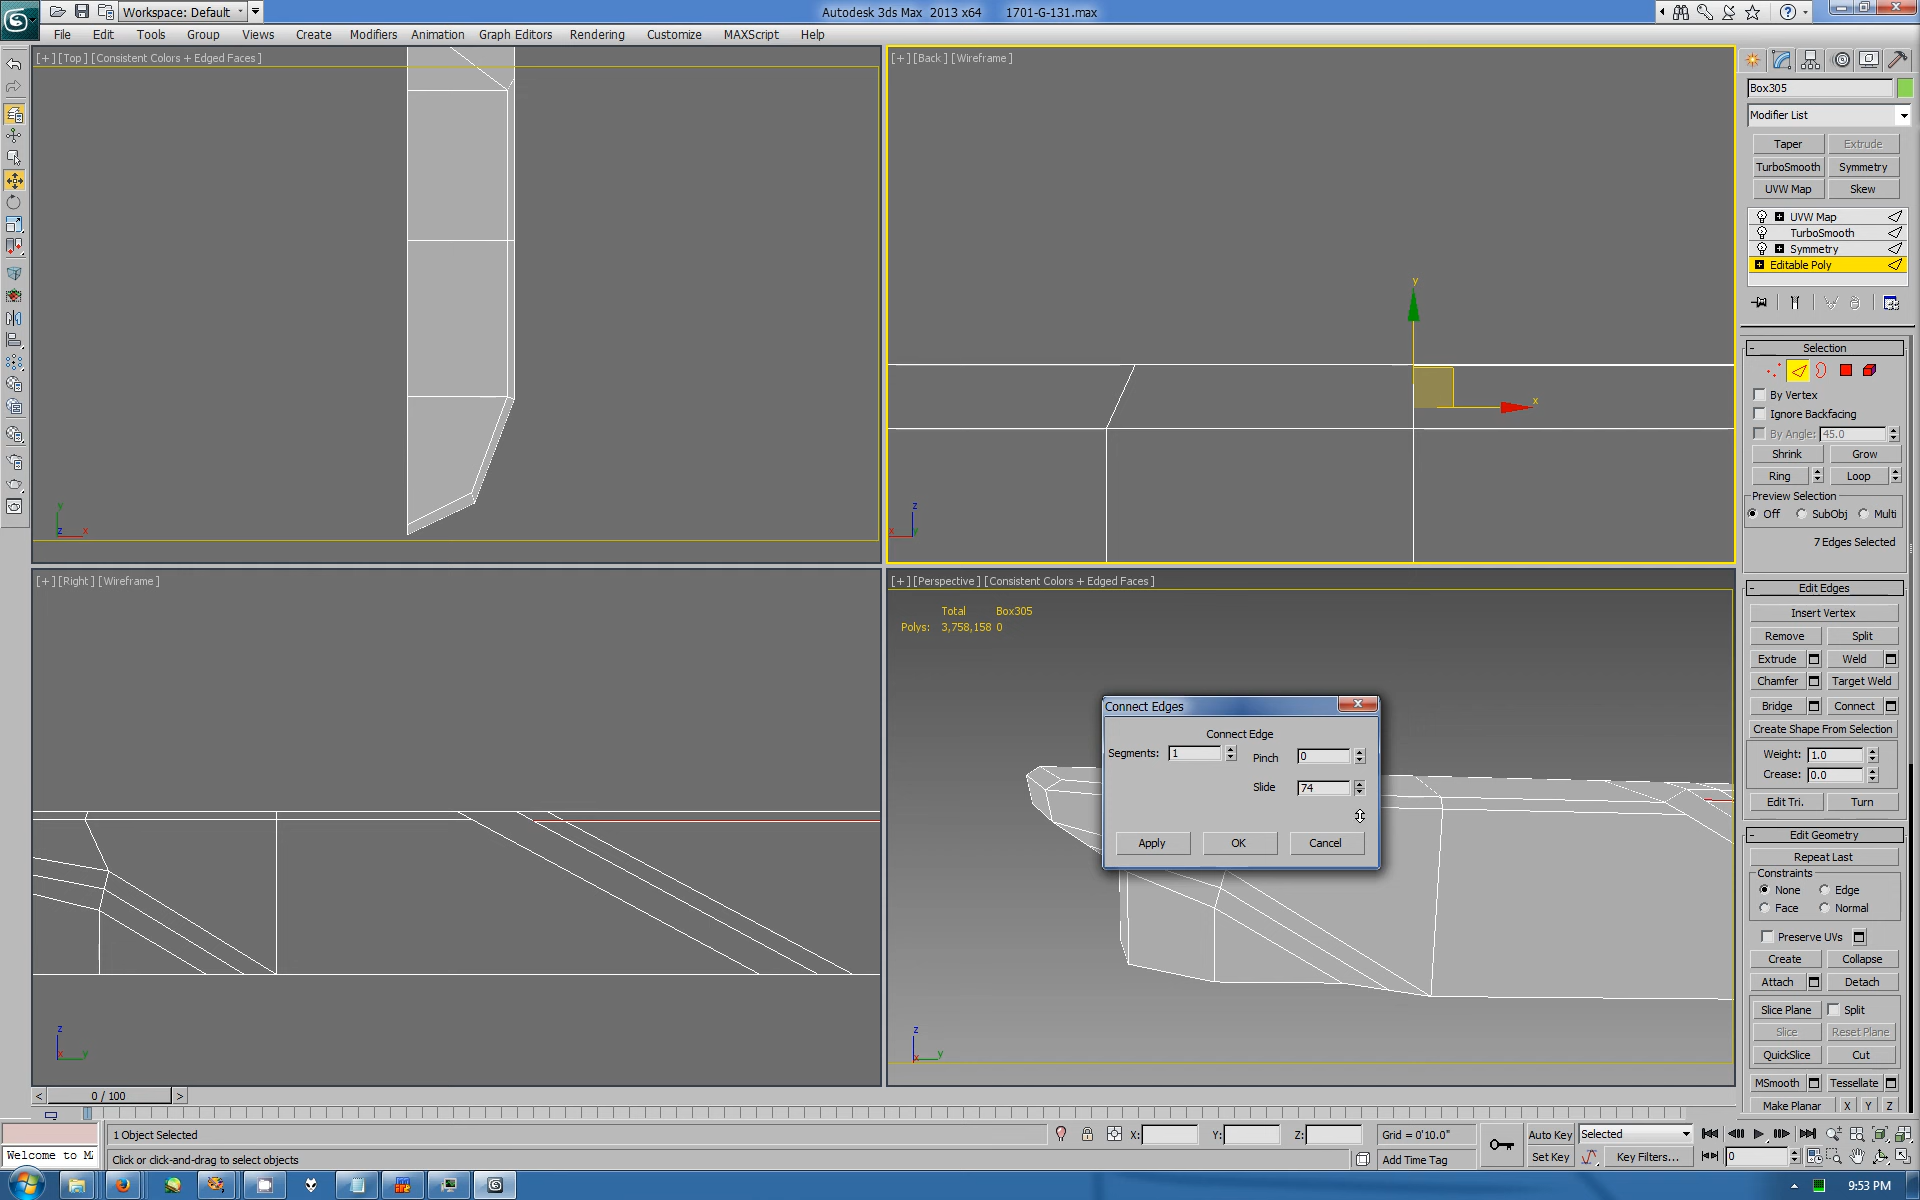 Workspace: Default
Autodesk 3ds Max 2013 x64 1701-G-131.max
File Edit Tools Group Views Create Modifiers Animation Graph Editors Rendering Customize MAXScript Help
[+] [Top ] [Consistent Colors + Edged Faces ]
[+] [Back ] [Wireframe ]
y
x
z
x
y
z
y
x
[+] [Right ] [Wireframe ]
z
x
y
[+] [Perspective ] [Consistent Colors + Edged Faces ]
Total Box305
Polys: 3,758,158 0
Connect Edges
Connect Edge
Segments: 1
Pinch 0
Slide 74
Apply OK Cancel
z
x
y
Box305
Modifier List
Taper Extrude
TurboSmooth Symmetry
UVW Map Skew
UVW Map
TurboSmooth
Symmetry
Editable Poly
Selection
By Vertex
Ignore Backfacing
By Angle: 45.0
Shrink Grow
Ring Loop
Preview Selection
Off SubObj Multi
7 Edges Selected
Edit Edges
Insert Vertex
Remove Split
Extrude Weld
Chamfer Target Weld
Bridge Connect
Create Shape From Selection
Weight: 1.0
Crease: 0.0
Edit Tri. Turn
Edit Geometry
Repeat Last
Constraints
None Edge
Face Normal
Preserve UVs
Create Collapse
Attach Detach
Slice Plane Split
Slice Reset Plane
QuickSlice Cut
MSmooth Tessellate
Make Planar X Y Z
< 0 / 100 >
1 Object Selected
X: Y: Z:
Grid = 0'10.0"
Auto Key Selected
Welcome to M
Click or click-and-drag to select objects
Add Time Tag
Set Key Key Filters...
0
9:53 PM